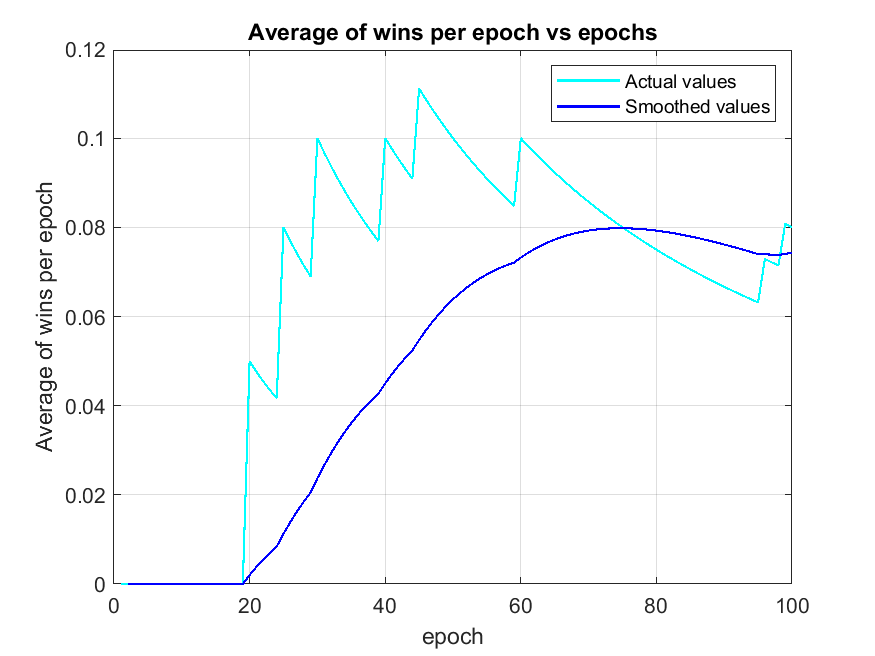 Average of wins per epoch vs epochs
Actual values
Smoothed values
Average of wins per epoch
0.12
0.1
0.08
0.06
0.04
0.02
0
0 20 40 60 80 100
epoch